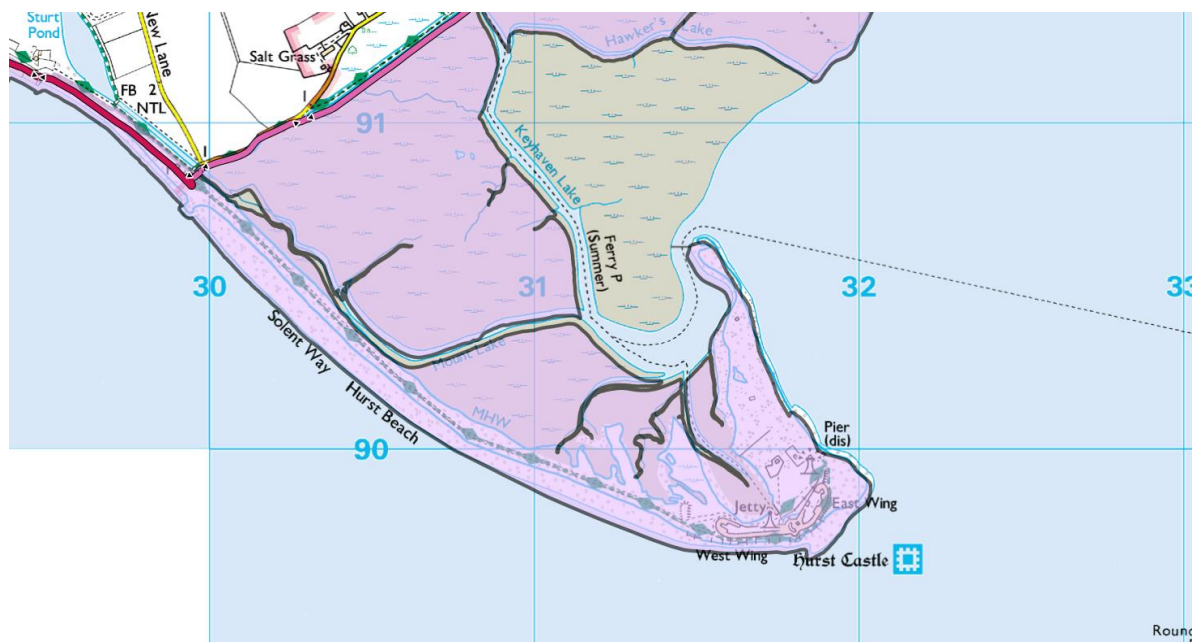 Sturt
Pond
New Lane
Salt Grass
Hawker's Lake
FB
2
NTL
1
1
91
Keyhaven Lake
Ferry P
(Summer)
30
31
32
33
Solent Way
Mount Lake
Hurst Beach
MHW
90
Pier
(dis)
Jetty
East Wing
West Wing
Hurst Castle
Round